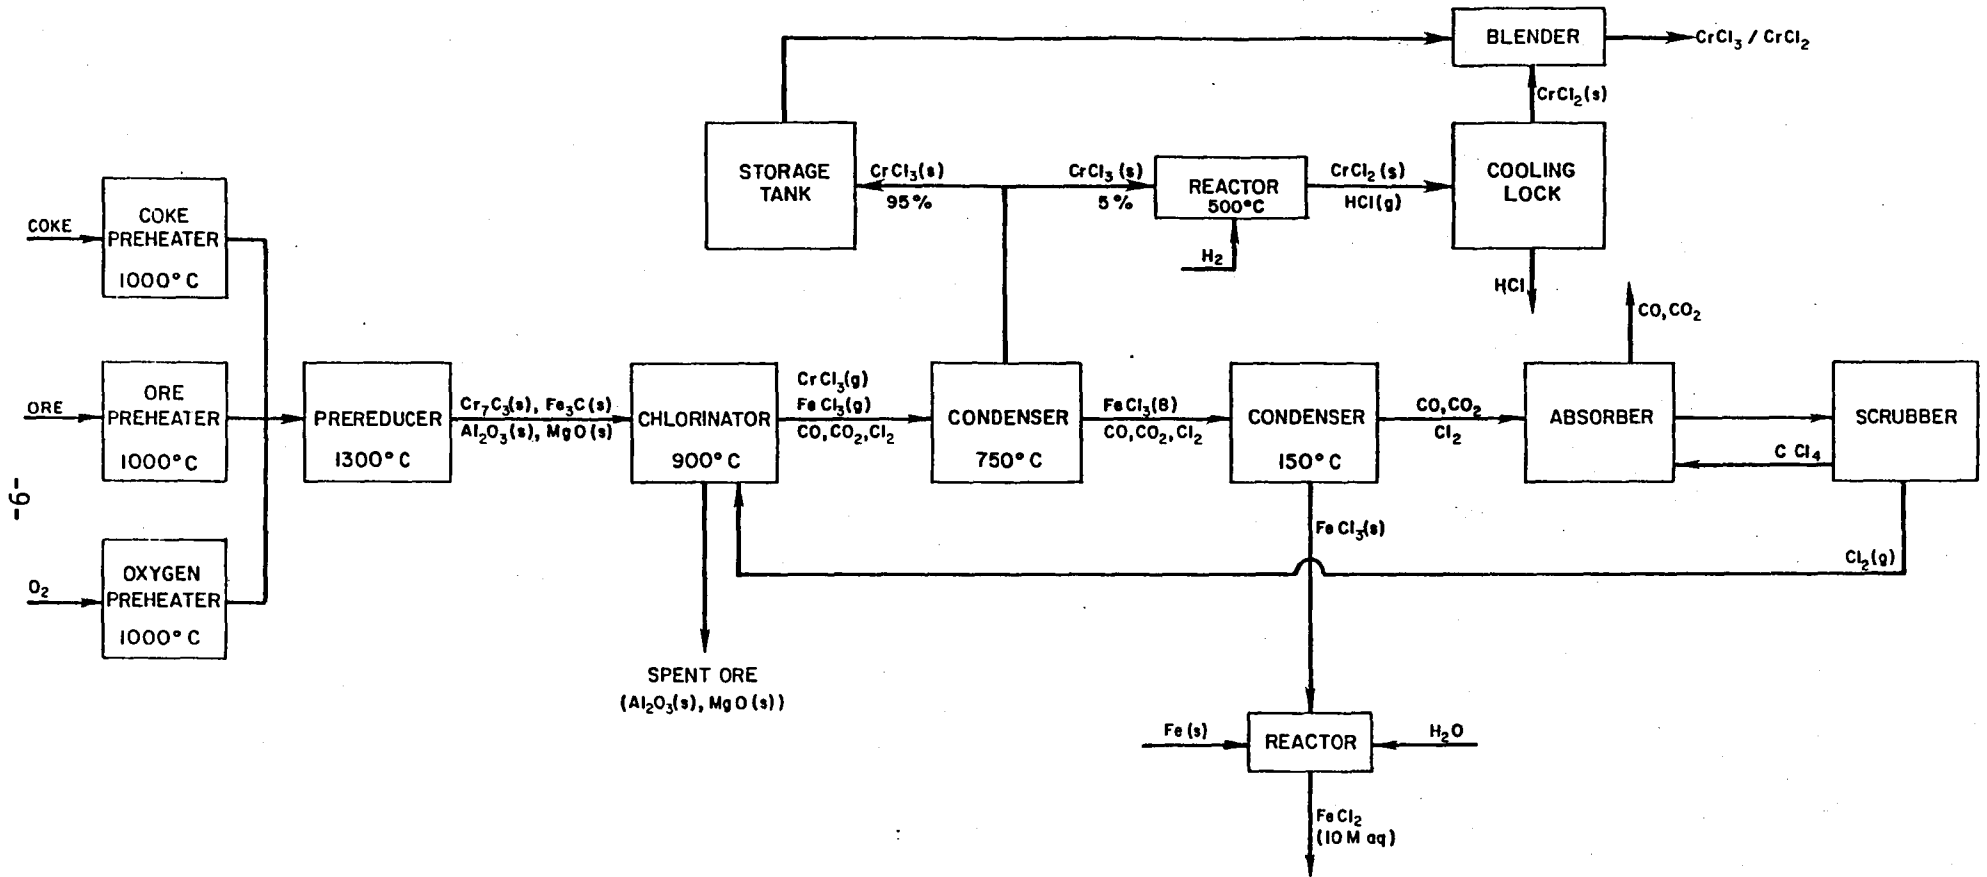 BLENDER
CrCl3 / CrCl2
CrCl2(s)
STORAGE
TANK
CrCl3(s)
95%
CrCl3(s)
5%
REACTOR
500°C
H2
CrCl2(s)
HCl(g)
COOLING
LOCK
HCl
COKE
COKE
PREHEATER
1000°C
ORE
ORE
PREHEATER
1000°C
O2
OXYGEN
PREHEATER
1000°C
PREREDUCER
1300°C
Cr7C3(s), Fe3C(s)
Al2O3(s), MgO(s)
CHLORINATOR
900°C
CrCl3(g)
FeCl3(g)
CO,CO2,Cl2
CONDENSER
750°C
FeCl3(8)
CO,CO2,Cl2
CONDENSER
150°C
CO,CO2
Cl2
ABSORBER
CO,CO2
C Cl4
SCRUBBER
Cl2(g)
FeCl3(s)
SPENT ORE
(Al2O3(s), MgO(s))
Fe(s)
REACTOR
H2O
FeCl2
(10M aq)
-6-